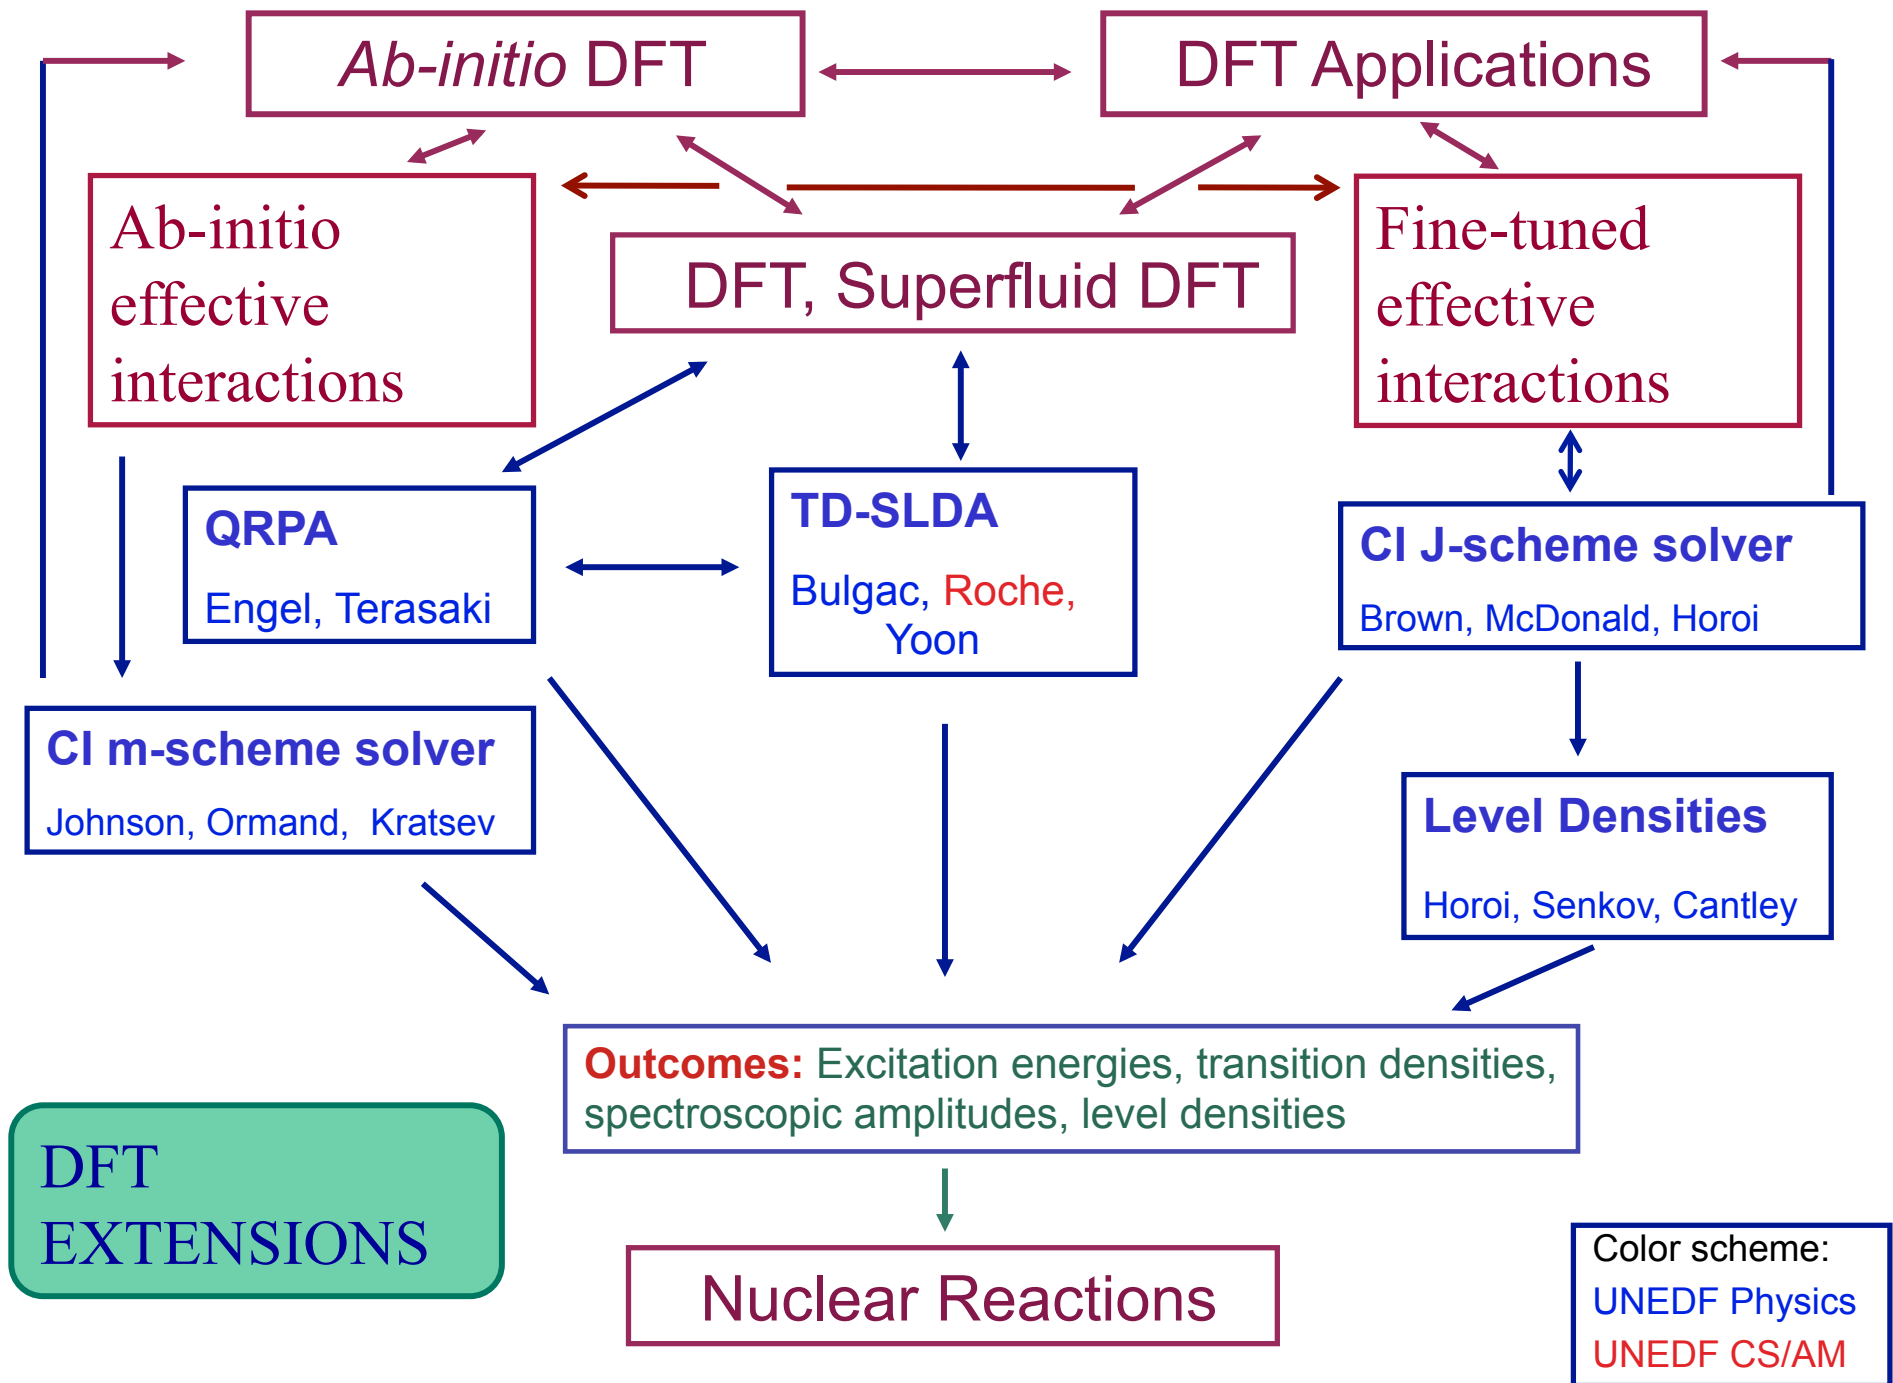 Ab-initio DFT
DFT Applications
Ab-initio
effective
interactions
DFT, Superfluid DFT
Fine-tuned
effective
interactions
QRPA
Engel, Terasaki
TD-SLDA
Bulgac, Roche,
Yoon
CI J-scheme solver
Brown, McDonald, Horoi
CI m-scheme solver
Johnson, Ormand, Kratsev
Level Densities
Horoi, Senkov, Cantley
Outcomes: Excitation energies, transition densities,
spectroscopic amplitudes, level densities
DFT
EXTENSIONS
Nuclear Reactions
Color scheme:
UNEDF Physics
UNEDF CS/AM